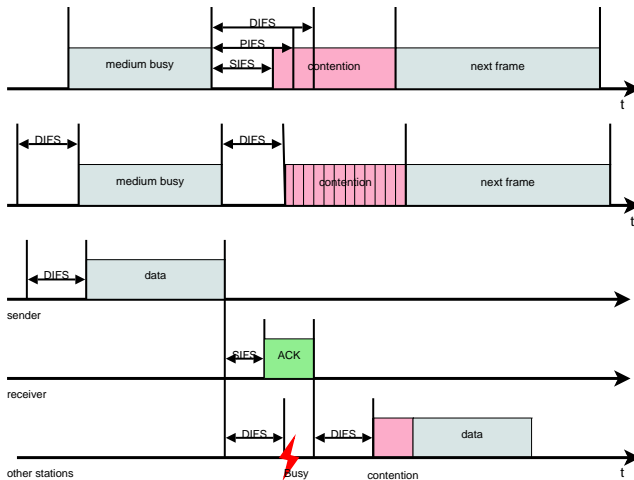 DIFS
PIFS
SIFS
medium busy
contention
next frame
t
DIFS
DIFS
medium busy
contention
next frame
t
DIFS
data
sender
SIFS
ACK
receiver
DIFS
DIFS
data
other stations
Busy
contention
t